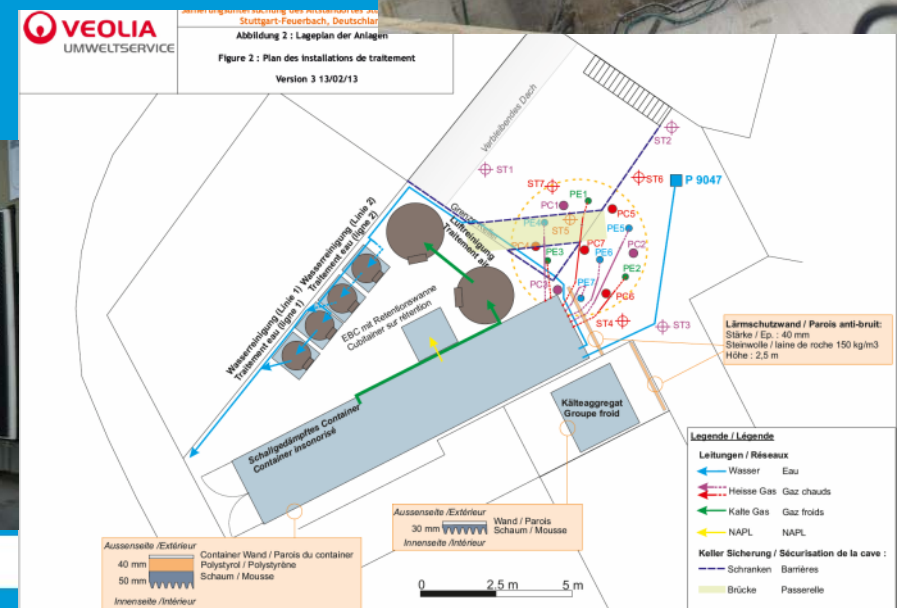 VEOLIA
UMWELTSERVICE
Stuttgart-Feuerbach, Deutschlan
Abbildung 2 : Lageplan der Anlagen
Figure 2 : Plan des installations de traitement
Version 3 13/02/13
Verbleibendes Dach
ST1
ST2
ST7
PE1
ST6
P 9047
PC1
PC5
PE4
ST5
PE5
PC4
PE3
PC7
PE6
PC2
PE2
PC3
PE7
PC6
ST4
ST3
Luftreinigung
Traitement air
Wasserreinigung (Linie 2)
Traitement eau (ligne 2)
Wasserreinigung (Linie 1)
Traitement eau (ligne 1)
EBC mit Retentionswanne
Cubitainer sur rétention
Lärmschutzwand / Parois anti-bruit:
Stärke / Ep. : 40 mm
Steinwolle / laine de roche 150 kg/m3
Höhe : 2,5 m
Kälteaggregat
Groupe froid
Schallgedämpftes Container
Container Insonorisé
Legende / Légende
Leitungen / Réseaux
Wasser Eau
Heisse Gas Gaz chauds
Kalte Gas Gaz froids
NAPL NAPL
Keller Sicherung / Sécurisation de la cave :
Schranken Barrières
Brücke Passerelle
Aussenseite /Extérieur
30 mm
Wand / Parois
Schaum / Mousse
Innenseite /Intérieur
Aussenseite /Extérieur
40 mm
50 mm
Container Wand / Parois du container
Polystyrol / Polystyrène
Schaum / Mousse
Innenseite /Intérieur
0 2,5 m 5 m